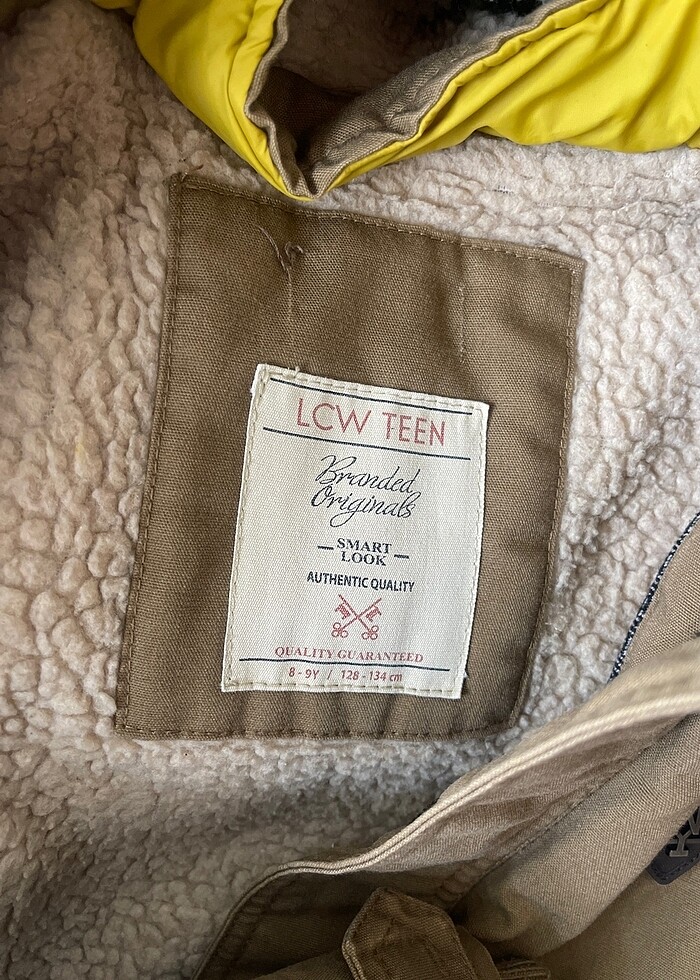 LCW TEEN
Branded
Originals
SMART
LOOK
AUTHENTIC QUALITY
QUALITY GUARANTEED
8 - 9Y / 128 - 134 cm